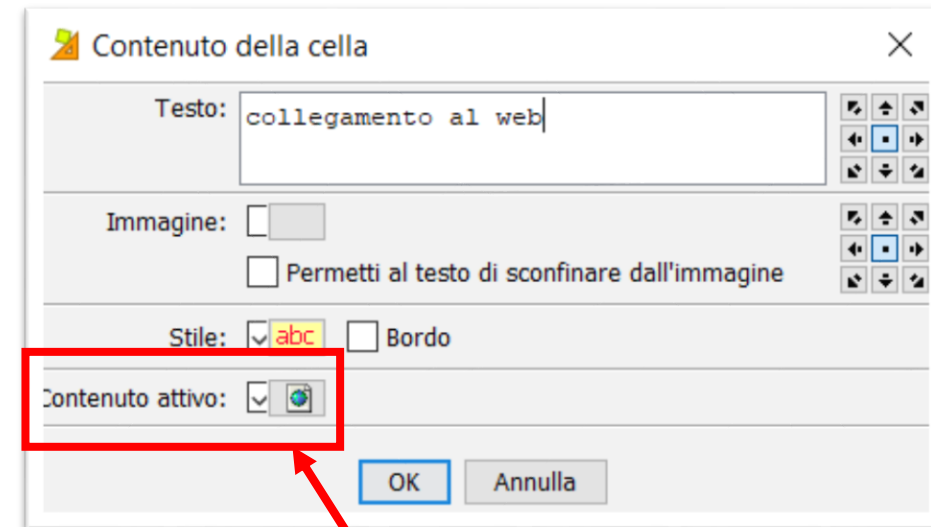 Contenuto della cella
Testo:
collegamento al web
Immagine:
Permetti al testo di sconfinare dall'immagine
Stile: abc Bordo
Contenuto attivo:
OK Annulla